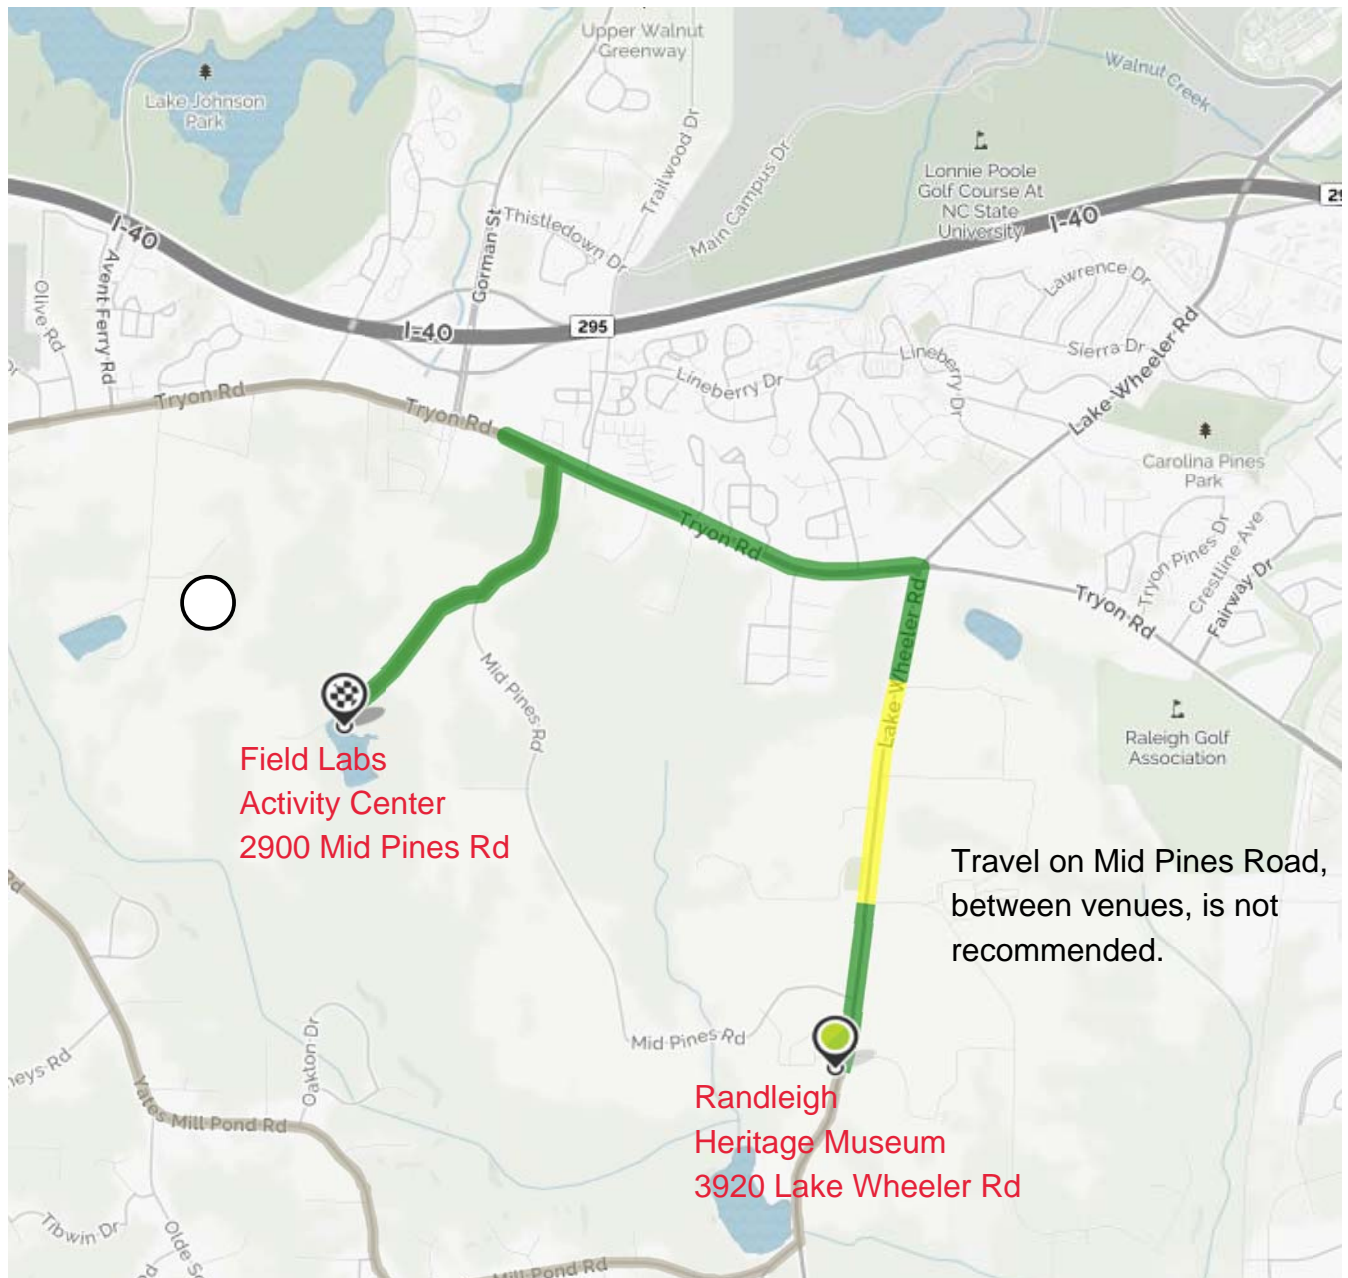 Upper Walnut
Greenway
Walnut Creek
Lake Johnson
Park
Trailwood Dr
Main Campus Dr
Lonnie Poole
Golf Course At
NC State
University
I-40
I-40
Thistledown Dr
Gorman St
Avent Ferry Rd
Olive Rd
Lawrence Dr
I-40
295
Lake Wheeler Rd
Sierra Dr
Lineberry Dr
Lineberry Dr
Tryon Rd
Tryon Rd
Carolina Pines
Park
Tryon Rd
Tryon Pines Dr
Crestline Ave
Fairway Dr
Tryon Rd
Lake Wheeler Rd
Mid Pines Rd
Lake Wheeler Rd
Raleigh Golf
Association
Field Labs
Activity Center
2900 Mid Pines Rd
Travel on Mid Pines Road,
between venues, is not
recommended.
Mid Pines Rd
Oakton Dr
Yates Mill Pond Rd
Randleigh
Heritage Museum
3920 Lake Wheeler Rd
Tibwin Dr
Mill Pond Rd